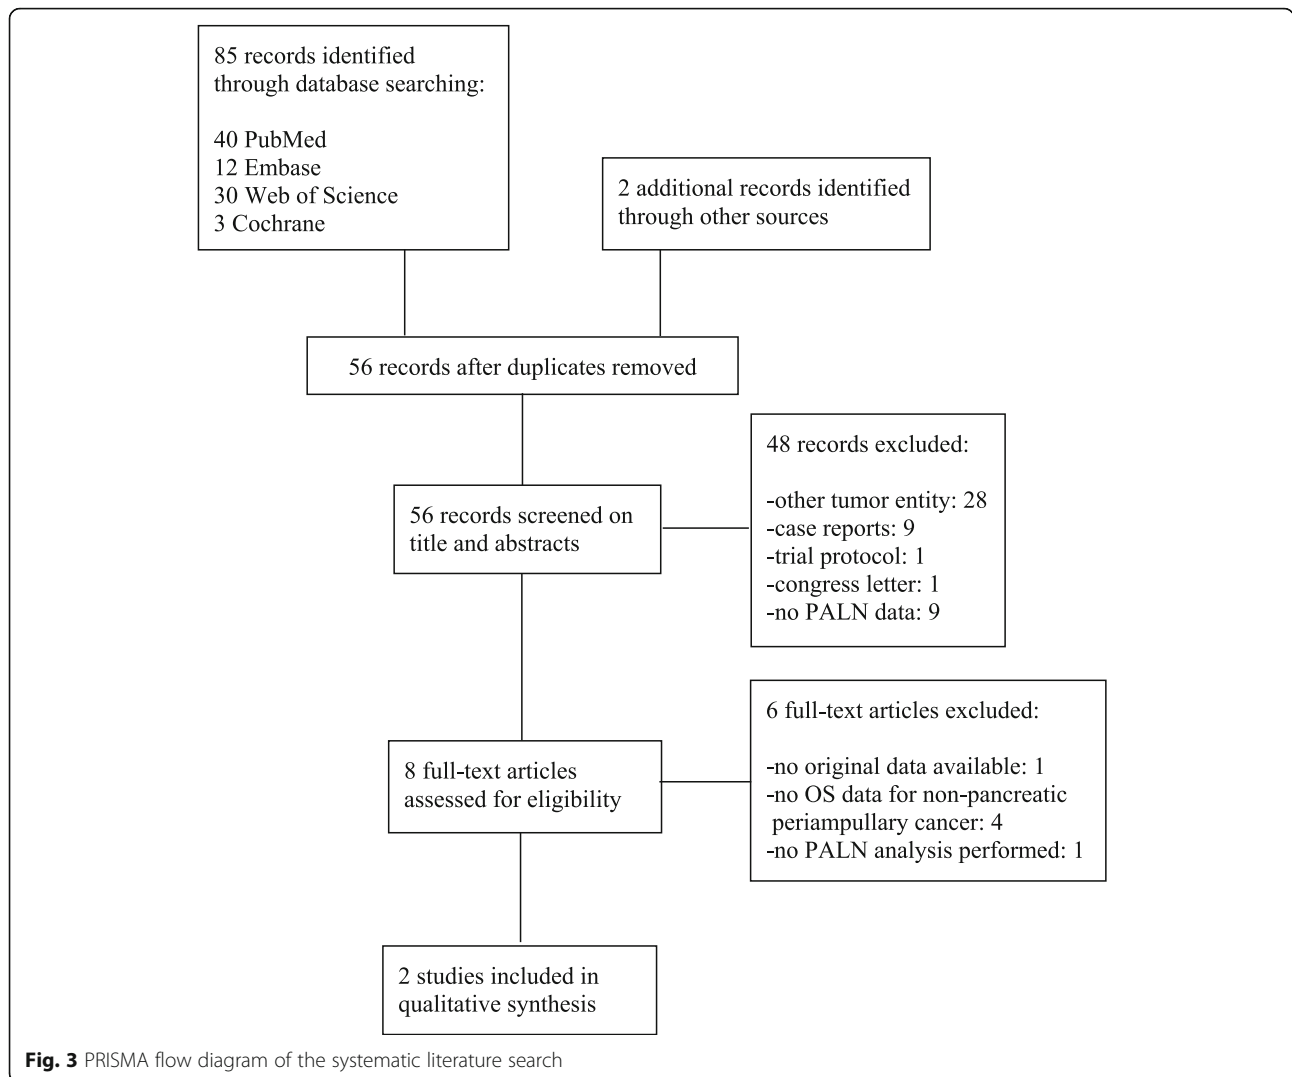 85 records identified
through database searching:
40 PubMed
12 Embase
30 Web of Science
3 Cochrane
2 additional records identified
through other sources
56 records after duplicates removed
48 records excluded:
-other tumor entity: 28
-case reports: 9
-trial protocol: 1
-congress letter: 1
-no PALN data: 9
56 records screened on
title and abstracts
6 full-text articles excluded:
-no original data available: 1
-no OS data for non-pancreatic
periampullary cancer: 4
-no PALN analysis performed: 1
8 full-text articles
assessed for eligibility
2 studies included in
qualitative synthesis
Fig. 3 PRISMA flow diagram of the systematic literature search